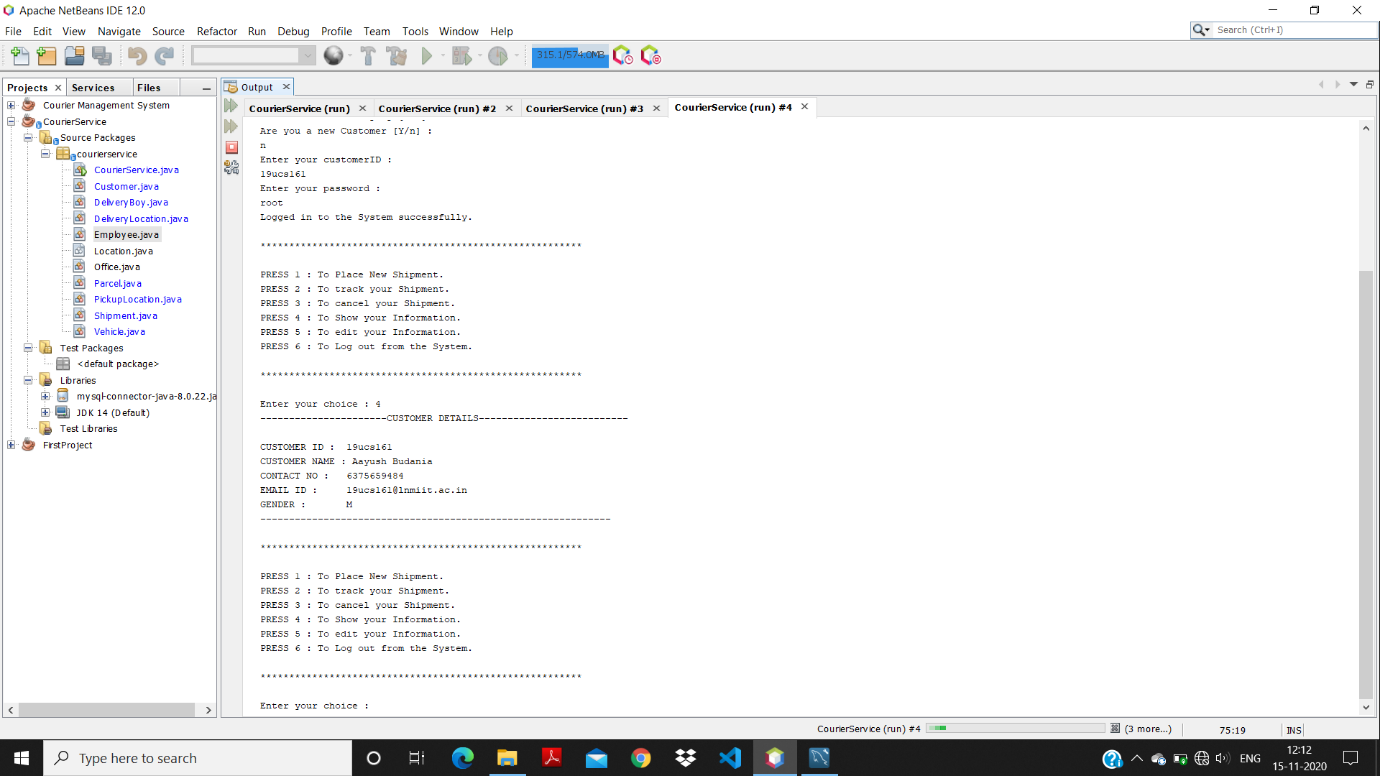 Apache NetBeans IDE 12.0
File Edit View Navigate Source Refactor Run Debug Profile Team Tools Window Help
Search (Ctrl+I)
315.1/574.0MB
Projects Services Files
Output
Courier Management System
CourierService
Source Packages
courierservice
CourierService.java
Customer.java
DeliveryBoy.java
DeliveryLocation.java
Employee.java
Location.java
Office.java
Parcel.java
PickupLocation.java
Shipment.java
Vehicle.java
Test Packages
<default package>
Libraries
mysql-connector-java-8.0.22.ja
JDK 14 (Default)
Test Libraries
FirstProject
CourierService (run) CourierService (run) #2 CourierService (run) #3 CourierService (run) #4
Are you a new Customer [Y/n] :
n
Enter your customerID :
19ucs161
Enter your password :
root
Logged in to the System successfully.
********************************************************
PRESS 1 : To Place New Shipment.
PRESS 2 : To track your Shipment.
PRESS 3 : To cancel your Shipment.
PRESS 4 : To Show your Information.
PRESS 5 : To edit your Information.
PRESS 6 : To Log out from the System.
********************************************************
Enter your choice : 4
----------------------CUSTOMER DETAILS--------------------------
CUSTOMER ID : 19ucs161
CUSTOMER NAME : Aayush Budania
CONTACT NO : 6375659484
EMAIL ID : 19ucs161@lnmiit.ac.in
GENDER : M
-------------------------------------------------------------
********************************************************
PRESS 1 : To Place New Shipment.
PRESS 2 : To track your Shipment.
PRESS 3 : To cancel your Shipment.
PRESS 4 : To Show your Information.
PRESS 5 : To edit your Information.
PRESS 6 : To Log out from the System.
********************************************************
Enter your choice :
CourierService (run) #4 (3 more...) 75:19 INS
Type here to search
ENG
12:12
15-11-2020